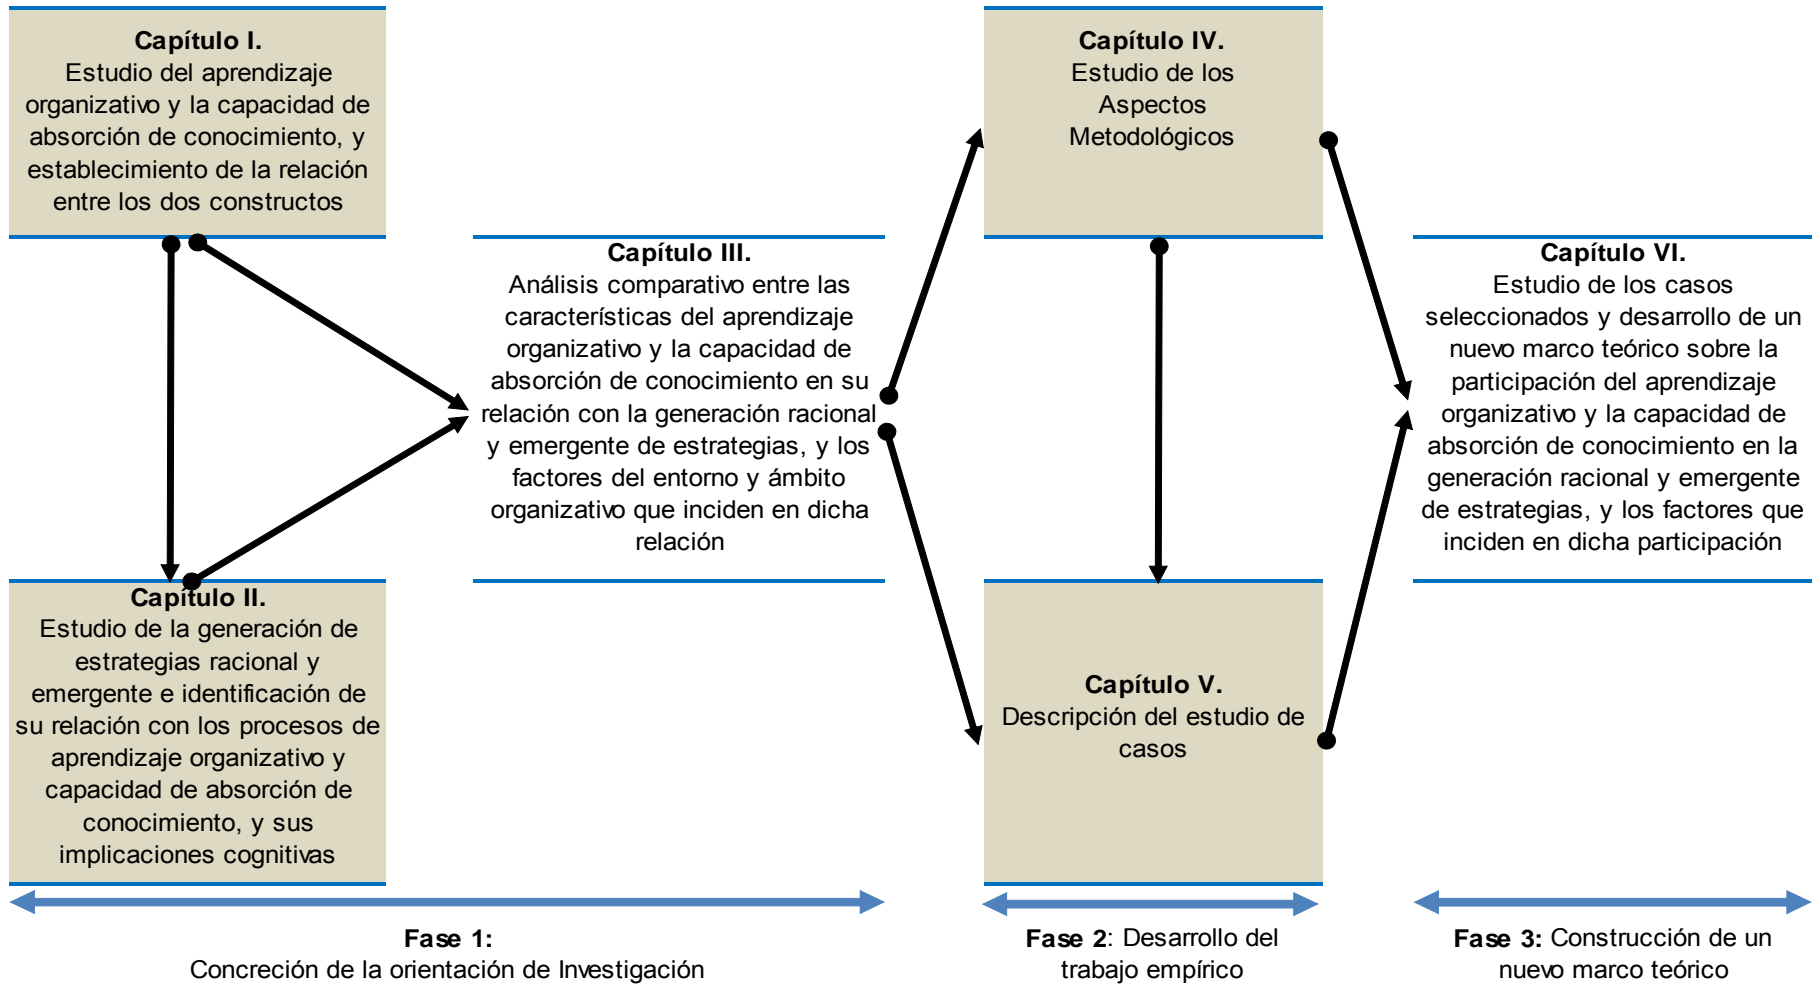 Capítulo I.
Estudio del aprendizaje
organizativo y la capacidad de
absorción de conocimiento, y
establecimiento de la relación
entre los dos constructos
Capítulo II.
Estudio de la generación de
estrategias racional y
emergente e identificación de
su relación con los procesos de
aprendizaje organizativo y
capacidad de absorción de
conocimiento, y sus
implicaciones cognitivas
Capítulo III.
Análisis comparativo entre las
características del aprendizaje
organizativo y la capacidad de
absorción de conocimiento en su
relación con la generación racional
y emergente de estrategias, y los
factores del entorno y ámbito
organizativo que inciden en dicha
relación
Capítulo IV.
Estudio de los
Aspectos
Metodológicos
Capítulo V.
Descripción del estudio de
casos
Capítulo VI.
Estudio de los casos
seleccionados y desarrollo de un
nuevo marco teórico sobre la
participación del aprendizaje
organizativo y la capacidad de
absorción de conocimiento en la
generación racional y emergente
de estrategias, y los factores que
inciden en dicha participación
Fase 1:
Concreción de la orientación de Investigación
Fase 2: Desarrollo del
trabajo empírico
Fase 3: Construcción de un
nuevo marco teórico